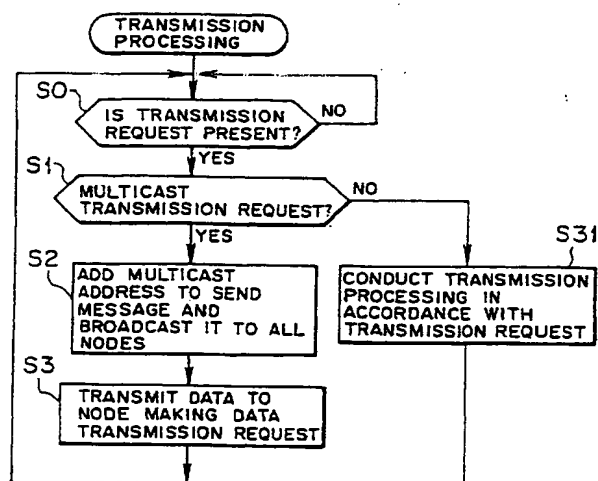 TRANSMISSION
PROCESSING
S0
IS TRANSMISSION
REQUEST PRESENT?
NO
YES
S1
MULTICAST
TRANSMISSION REQUEST?
NO
YES
S2
ADD MULTICAST
ADDRESS TO SEND
MESSAGE AND
BROADCAST IT TO ALL
NODES
S31
CONDUCT TRANSMISSION
PROCESSING IN
ACCORDANCE WITH
TRANSMISSION REQUEST
S3
TRANSMIT DATA TO
NODE MAKING DATA
TRANSMISSION REQUEST